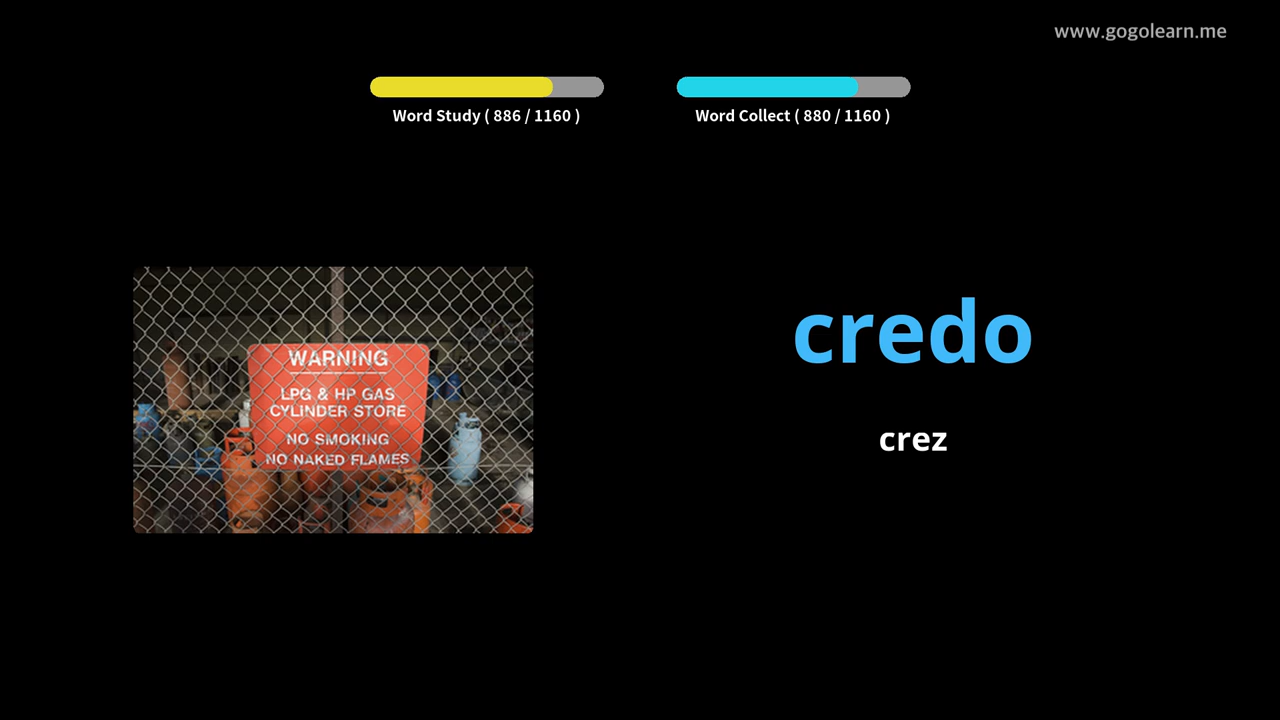 www.gogolearn.me
Word Study ( 886 / 1160 )
Word Collect ( 880 / 1160 )
WARNING
LPG & HP GAS
CYLINDER STORE
NO SMOKING
NO NAKED FLAMES
credo
crez